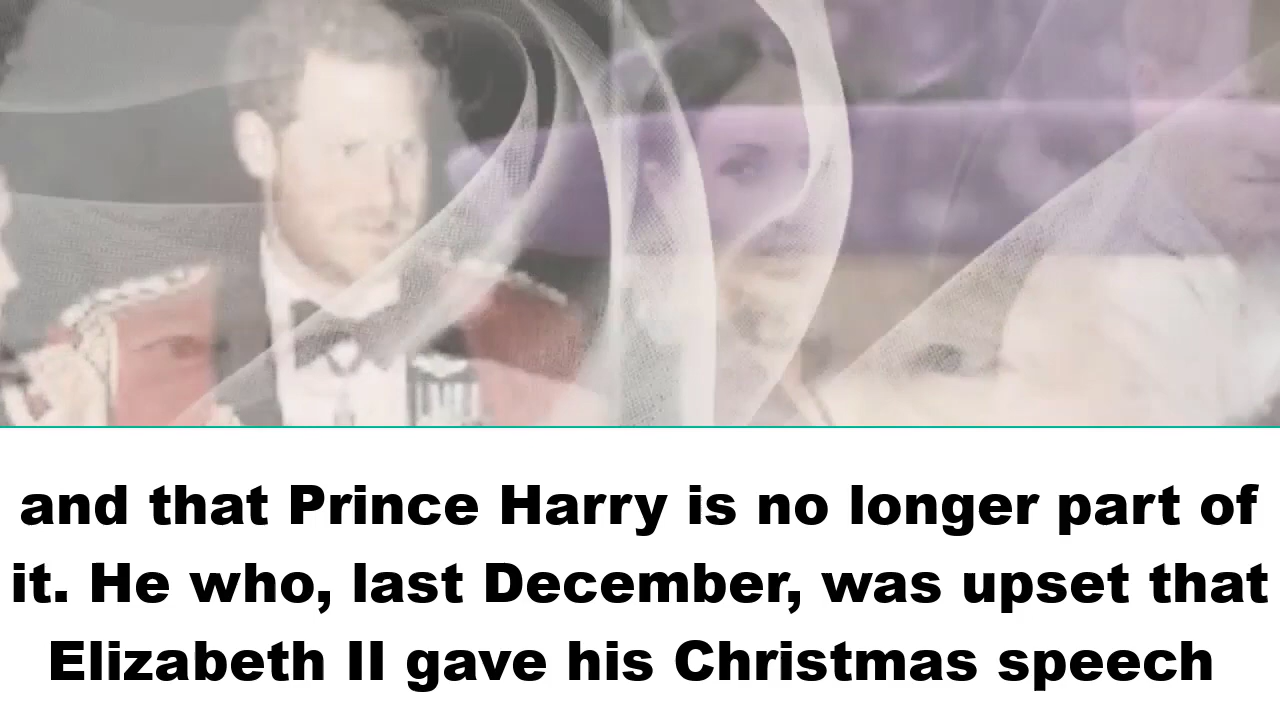 and that Prince Harry is no longer part of
it. He who, last December, was upset that
Elizabeth II gave his Christmas speech